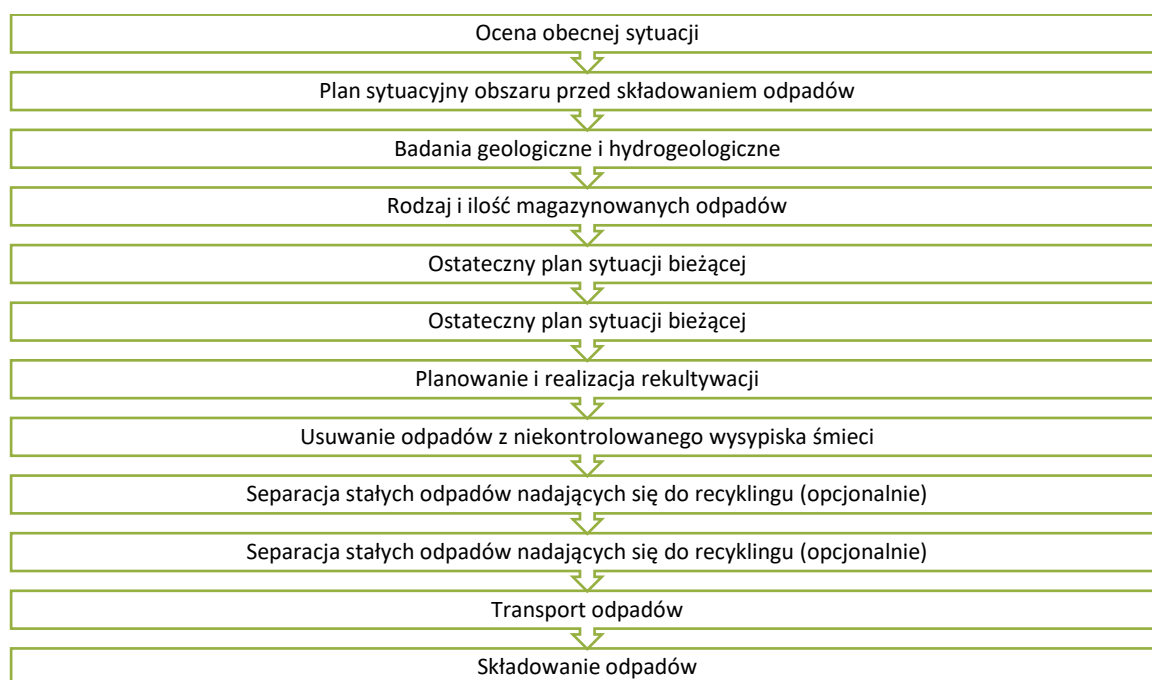 Ocena obecnej sytuacji
Plan sytuacyjny obszaru przed składowaniem odpadów
Badania geologiczne i hydrogeologiczne
Rodzaj i ilość magazynowanych odpadów
Ostateczny plan sytuacji bieżącej
Ostateczny plan sytuacji bieżącej
Planowanie i realizacja rekultywacji
Usuwanie odpadów z niekontrolowanego wysypiska śmieci
Separacja stałych odpadów nadających się do recyklingu (opcjonalnie)
Separacja stałych odpadów nadających się do recyklingu (opcjonalnie)
Transport odpadów
Składowanie odpadów